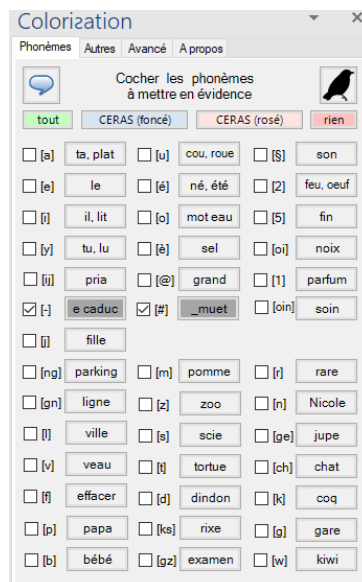 Colorization
Phonèmes Autres Avancé A propos
Cocher les phonèmes
à mettre en évidence
tout CERAS (foncé) CERAS (rosé) rien
[a] ta, plat [u] cou, roue [§] son
[e] le [é] né, été [2] feu, oeuf
[i] il, lit [o] mot eau [5] fin
[y] tu, lu [è] sel [oi] noix
[ij] pria [@] grand [1] parfum
[-] e caduc [#] _muet [oin] soin
[j] fille
[ng] parking [m] pomme [r] rare
[gn] ligne [z] zoo [n] Nicole
[l] ville [s] scie [ge] jupe
[v] veau [t] tortue [ch] chat
[f] effacer [d] dindon [k] coq
[p] papa [ks] rixe [g] gare
[b] bébé [gz] examen [w] kiwi